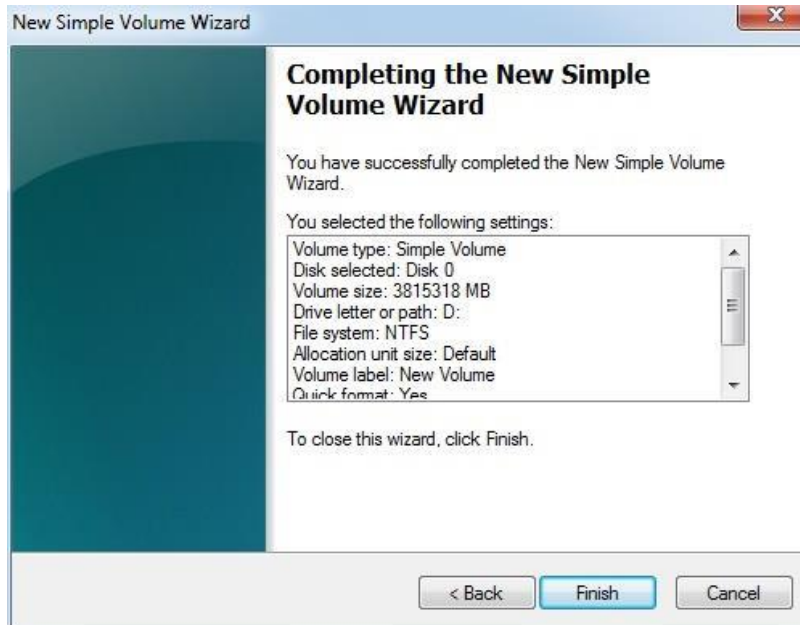 New Simple Volume Wizard
Completing the New Simple
Volume Wizard
You have successfully completed the New Simple Volume
Wizard.
You selected the following settings:
Volume type: Simple Volume
Disk selected: Disk 0
Volume size: 3815318 MB
Drive letter or path: D:
File system: NTFS
Allocation unit size: Default
Volume label: New Volume
Quick format: Yes
To close this wizard, click Finish.
< Back Finish Cancel